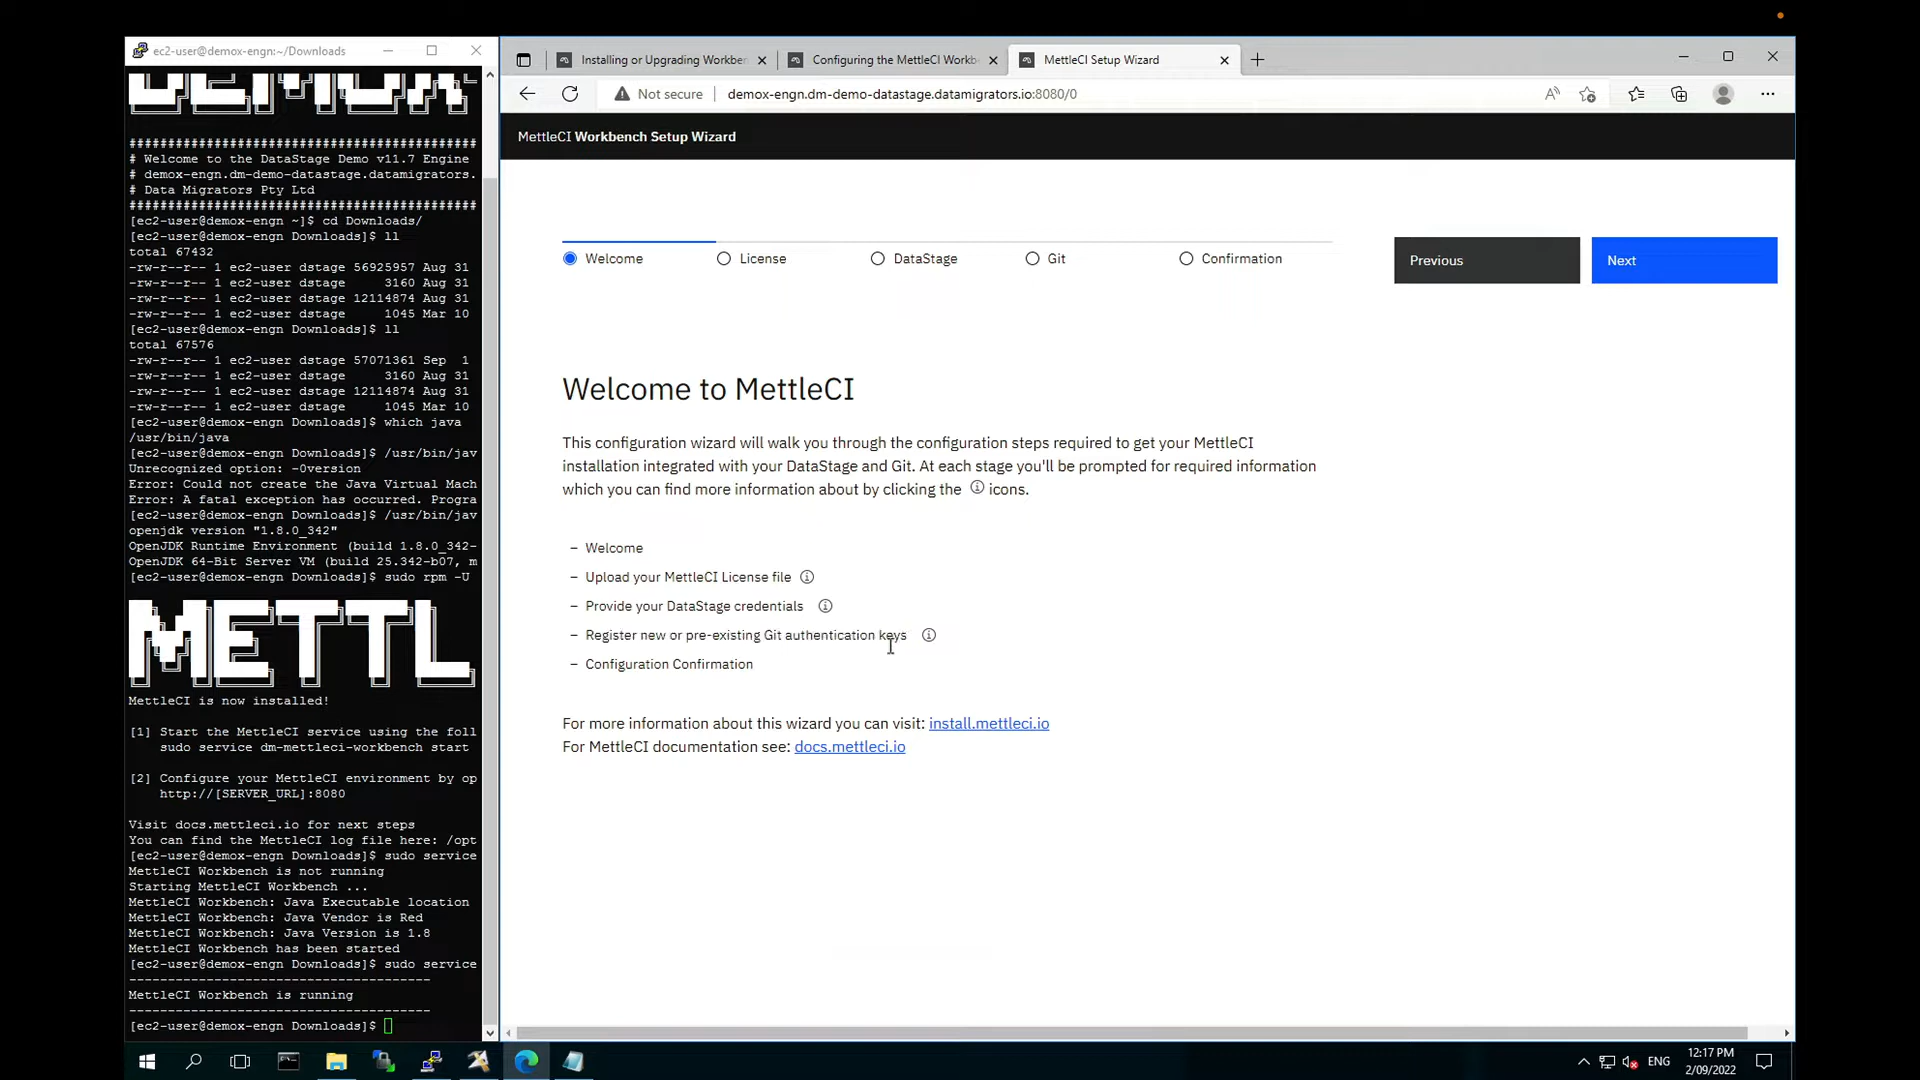 ec2-user@demox-engn:~/Downloads
################################################
# Welcome to the DataStage Demo v11.7 Engine
# demox-engn.dm-demo-datastage.datamigrators.
# Data Migrators Pty Ltd
################################################
[ec2-user@demox-engn ~]$ cd Downloads/
[ec2-user@demox-engn Downloads]$ ll
total 67432
-rw-r--r-- 1 ec2-user dstage 56925957 Aug 31
-rw-r--r-- 1 ec2-user dstage     3160 Aug 31
-rw-r--r-- 1 ec2-user dstage 12114874 Aug 31
-rw-r--r-- 1 ec2-user dstage     1045 Mar 10
[ec2-user@demox-engn Downloads]$ ll
total 67576
-rw-r--r-- 1 ec2-user dstage 57071361 Sep  1
-rw-r--r-- 1 ec2-user dstage     3160 Aug 31
-rw-r--r-- 1 ec2-user dstage 12114874 Aug 31
-rw-r--r-- 1 ec2-user dstage     1045 Mar 10
[ec2-user@demox-engn Downloads]$ which java
/usr/bin/java
[ec2-user@demox-engn Downloads]$ /usr/bin/jav
Unrecognized option: -0version
Error: Could not create the Java Virtual Mach
Error: A fatal exception has occurred. Progra
[ec2-user@demox-engn Downloads]$ /usr/bin/jav
openjdk version "1.8.0_342"
OpenJDK Runtime Environment (build 1.8.0_342-
OpenJDK 64-Bit Server VM (build 25.342-b07, m
[ec2-user@demox-engn Downloads]$ sudo rpm -U
METTL
MettleCI is now installed!
[1] Start the MettleCI service using the foll
sudo service dm-mettleci-workbench start
[2] Configure your MettleCI environment by op
http://[SERVER_URL]:8080
Visit docs.mettleci.io for next steps
You can find the MettleCI log file here: /opt
[ec2-user@demox-engn Downloads]$ sudo service
MettleCI Workbench is not running
Starting MettleCI Workbench ...
MettleCI Workbench: Java Executable location
MettleCI Workbench: Java Vendor is Red
MettleCI Workbench: Java Version is 1.8
MettleCI Workbench has been started
[ec2-user@demox-engn Downloads]$ sudo service
---------------------------------------
MettleCI Workbench is running
---------------------------------------
[ec2-user@demox-engn Downloads]$
Installing or Upgrading Workben
Configuring the MettleCI Workb
MettleCI Setup Wizard
Not secure
demox-engn.dm-demo-datastage.datamigrators.io:8080/0
MettleCI Workbench Setup Wizard
Welcome
License
DataStage
Git
Confirmation
Previous
Next
Welcome to MettleCI
This configuration wizard will walk you through the configuration steps required to get your MettleCI
installation integrated with your DataStage and Git. At each stage you'll be prompted for required information
which you can find more information about by clicking the icons.
– Welcome
– Upload your MettleCI License file
– Provide your DataStage credentials
– Register new or pre-existing Git authentication keys
– Configuration Confirmation
For more information about this wizard you can visit: install.mettleci.io
For MettleCI documentation see: docs.mettleci.io
ENG
12:17 PM
2/09/2022